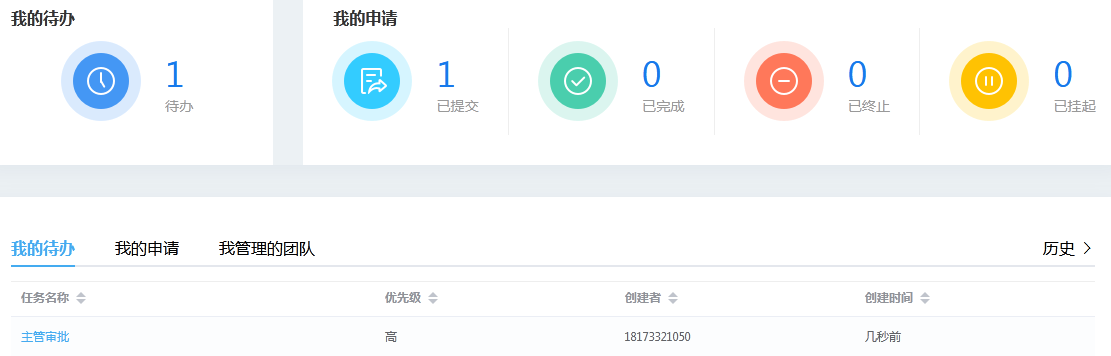 我的待办
我的申请
1
待办
1
已提交
0
已完成
0
已终止
0
已挂起
我的待办 我的申请 我管理的团队 历史
任务名称 优先级 创建者 创建时间
主管审批 高 18173321050 几秒前